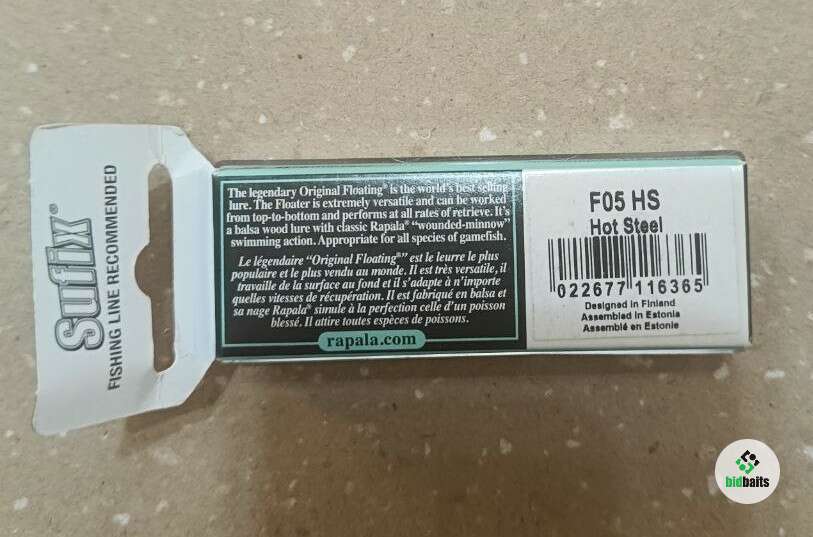 Sufix®
FISHING LINE RECOMMENDED
The legendary Original Floating® is the world's best selling
lure. The Floater is extremely versatile and can be worked
from top-to-bottom and performs at all rates of retrieve. It's
a balsa wood lure with classic Rapala® “wounded-minnow”
swimming action. Appropriate for all species of gamefish.
Le légendaire “Original Floating®” est le leurre le plus
populaire et le plus vendu au monde. Il est très versatile, il
travaille de la surface au fond et il s'adapte à n'importe
quelles vitesses de récupération. Il est fabriqué en balsa et
sa nage Rapala® simule à la perfection celle d'un poisson
blessé. Il attire toutes espèces de poissons.
rapala.com
F05 HS
Hot Steel
022677 116365
Designed in Finland
Assembled in Estonia
Assemblé en Estonie
bidbaits